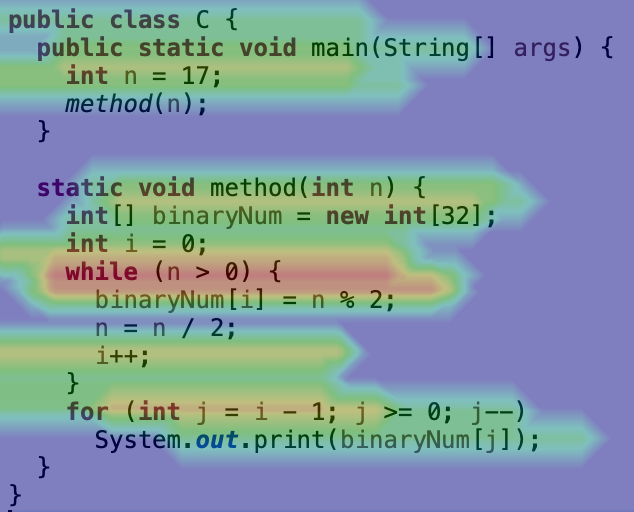 public class C {
  public static void main(String[] args) {
    int n = 17;
    method(n);
  }

  static void method(int n) {
    int[] binaryNum = new int[32];
    int i = 0;
    while (n > 0) {
      binaryNum[i] = n % 2;
      n = n / 2;
      i++;
    }
    for (int j = i - 1; j >= 0; j--)
      System.out.print(binaryNum[j]);
  }
}